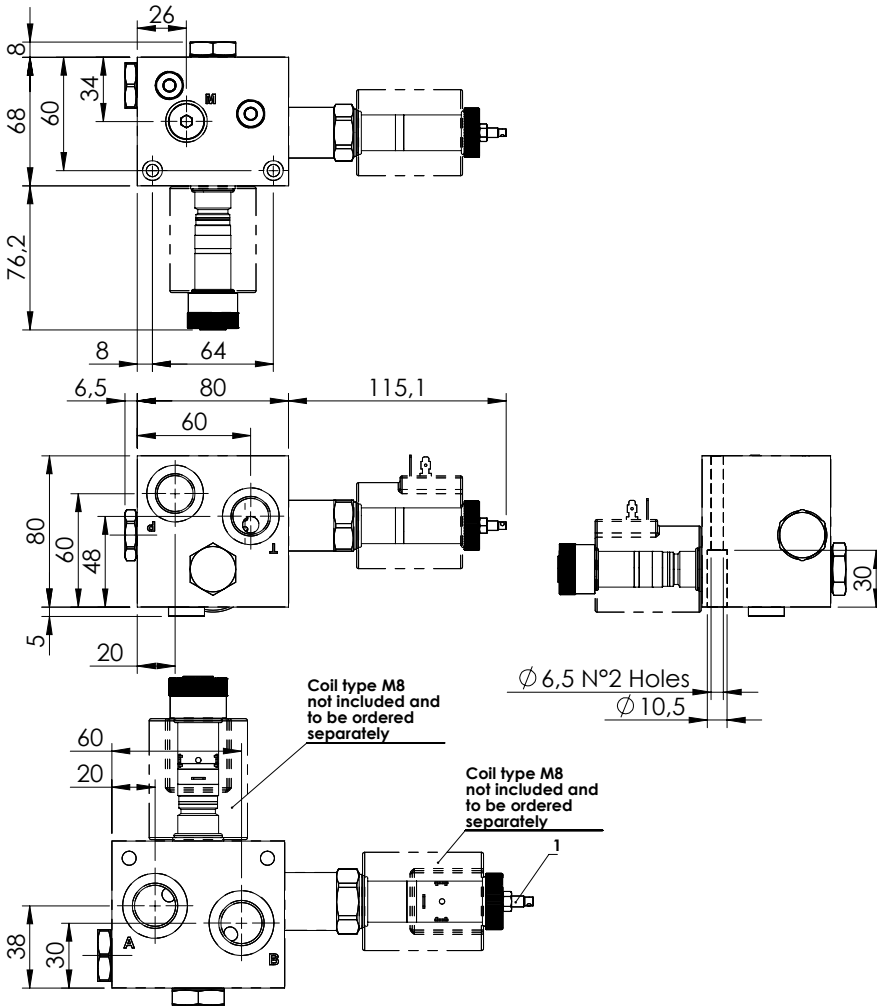 26
8
34
60
68
M
76,2
8
64
6,5
80
115,1
60
80
60
48
P
T
5
20
30
Ø 6,5 N°2 Holes
Ø 10,5
Coil type M8
not included and
to be ordered
separately
60
20
Coil type M8
not included and
to be ordered
separately
1
38
30
A
B